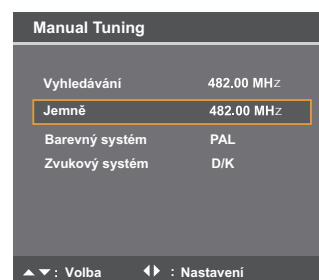 Manual Tuning
Vyhledávání 482.00 MHz
Jemně 482.00 MHz
Barevný systém PAL
Zvukový systém D/K
▲▼: Volba ◀▶ : Nastavení